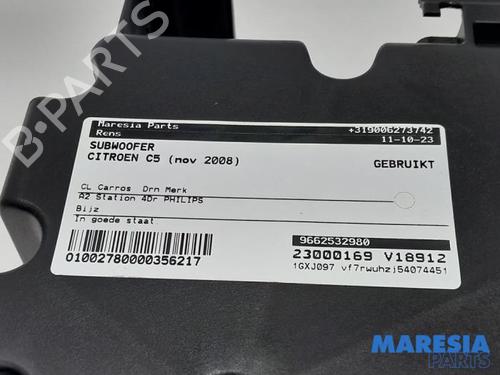 Maresia Parts +319006273742
Rens 11-10-23
SUBWOOFER
CITROEN C5 (nov 2008) GEBRUIKT
CL Carros Drn Merk
A2 Station 4Dr PHILIPS
Bljz
In goede staat
9662532980
01002780000356217 23000169 V18912
1GXJ097 vf7rwuhzj54074451
B-PARTS
MARESIA
PARTS